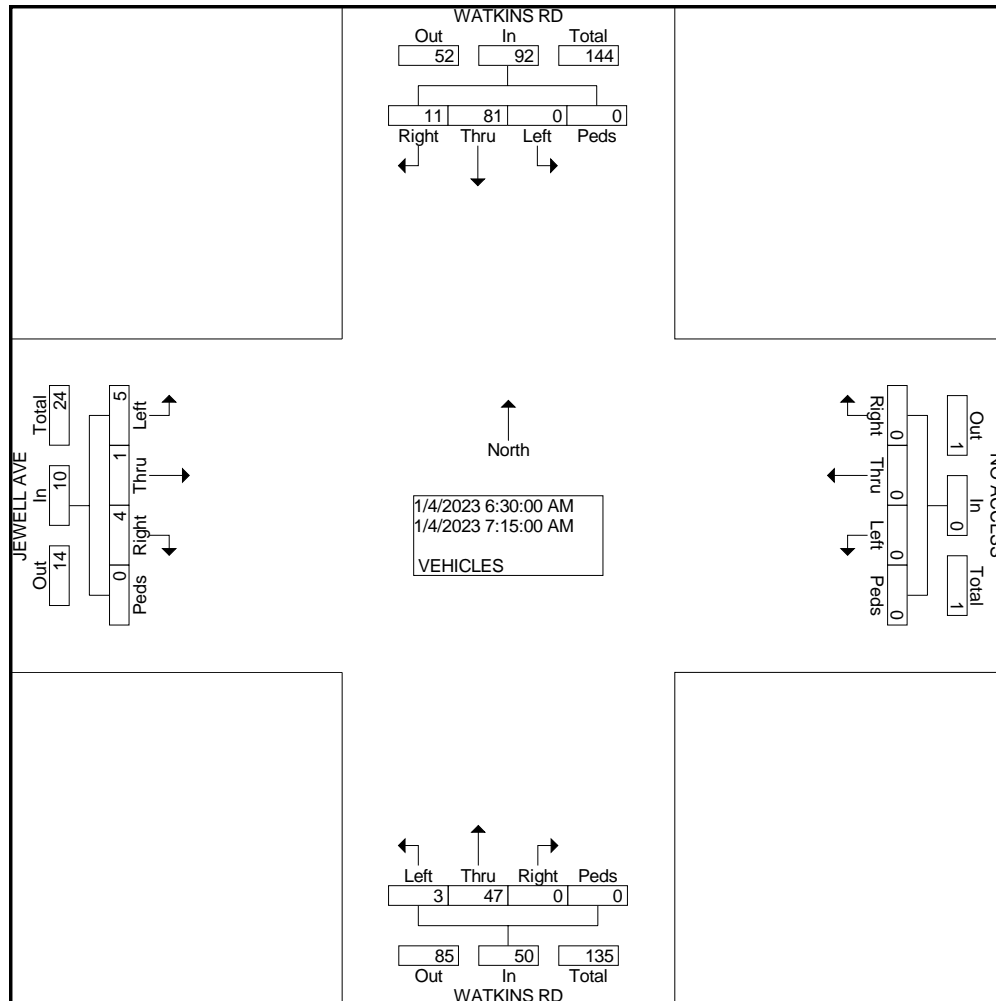 WATKINS RD
Out In Total
52 92 144
11 81 0 0
Right Thru Left Peds
JEWELL AVE
Out In Total
14 10 24
5 1 4 0
Left Thru Right Peds
North
1/4/2023 6:30:00 AM
1/4/2023 7:15:00 AM
VEHICLES
Right Thru Left Peds
0 0 0 0
Out In Total
1 0 1
NO ACCESS
Left Thru Right Peds
3 47 0 0
85 50 135
Out In Total
WATKINS RD